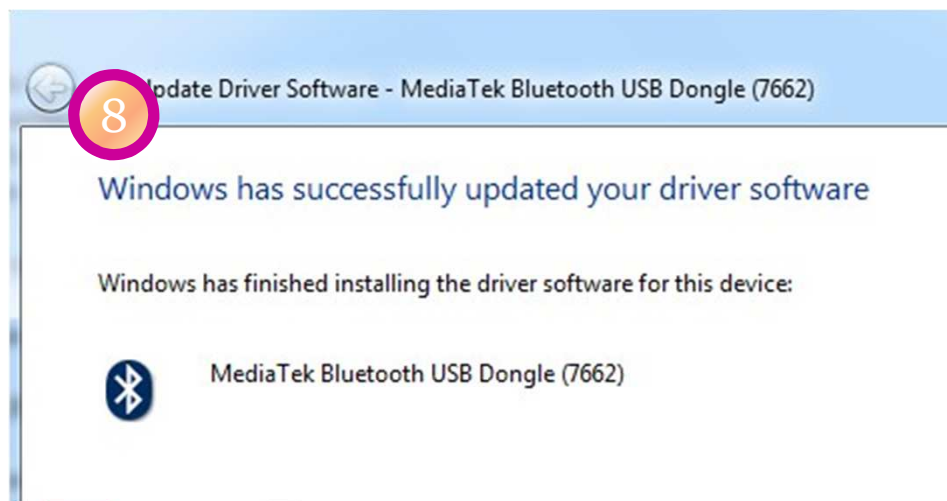 8
pdate Driver Software - MediaTek Bluetooth USB Dongle (7662)
Windows has successfully updated your driver software
Windows has finished installing the driver software for this device:
MediaTek Bluetooth USB Dongle (7662)